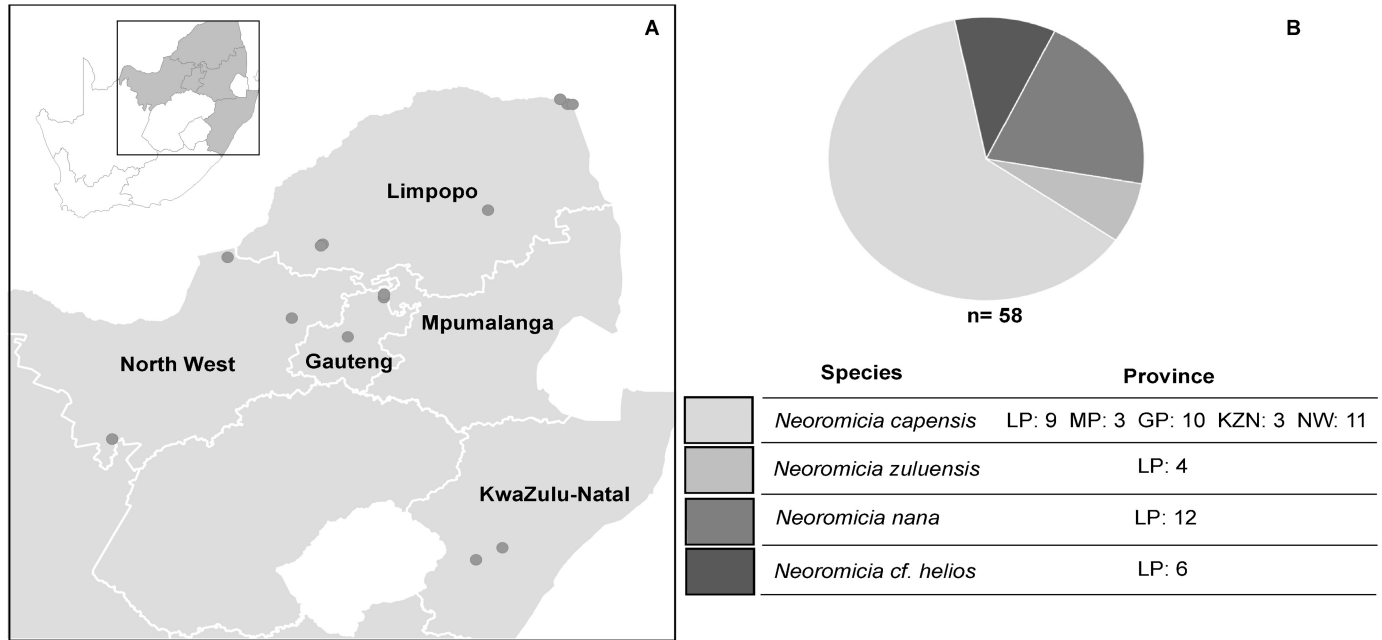 A
Limpopo
Mpumalanga
North West
Gauteng
KwaZulu-Natal
B
n= 58
Species Province
Neoromicia capensis LP: 9 MP: 3 GP: 10 KZN: 3 NW: 11
Neoromicia zuluensis LP: 4
Neoromicia nana LP: 12
Neoromicia cf. helios LP: 6